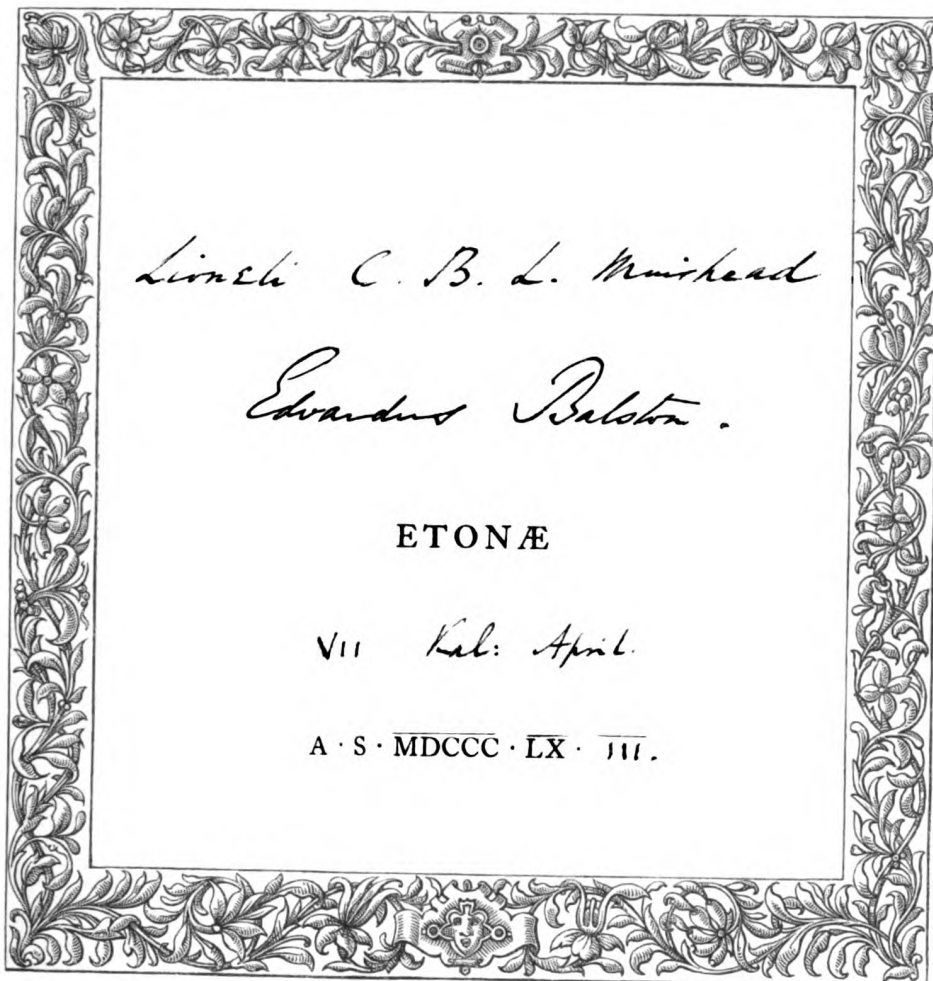 Lioneli C. B. L. Muirhead
Edvardus Balston.
ETONÆ
VII Kal: April.
A · S · MDCCC · LX · III.